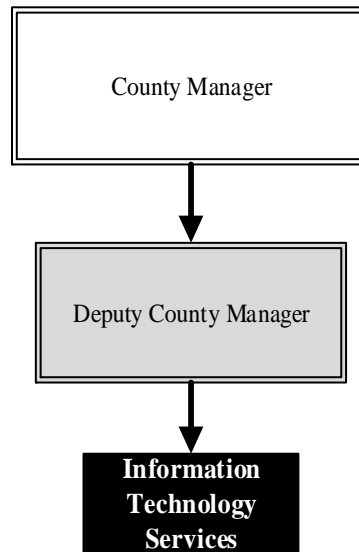 County Manager
Deputy County Manager
Information
Technology
Services